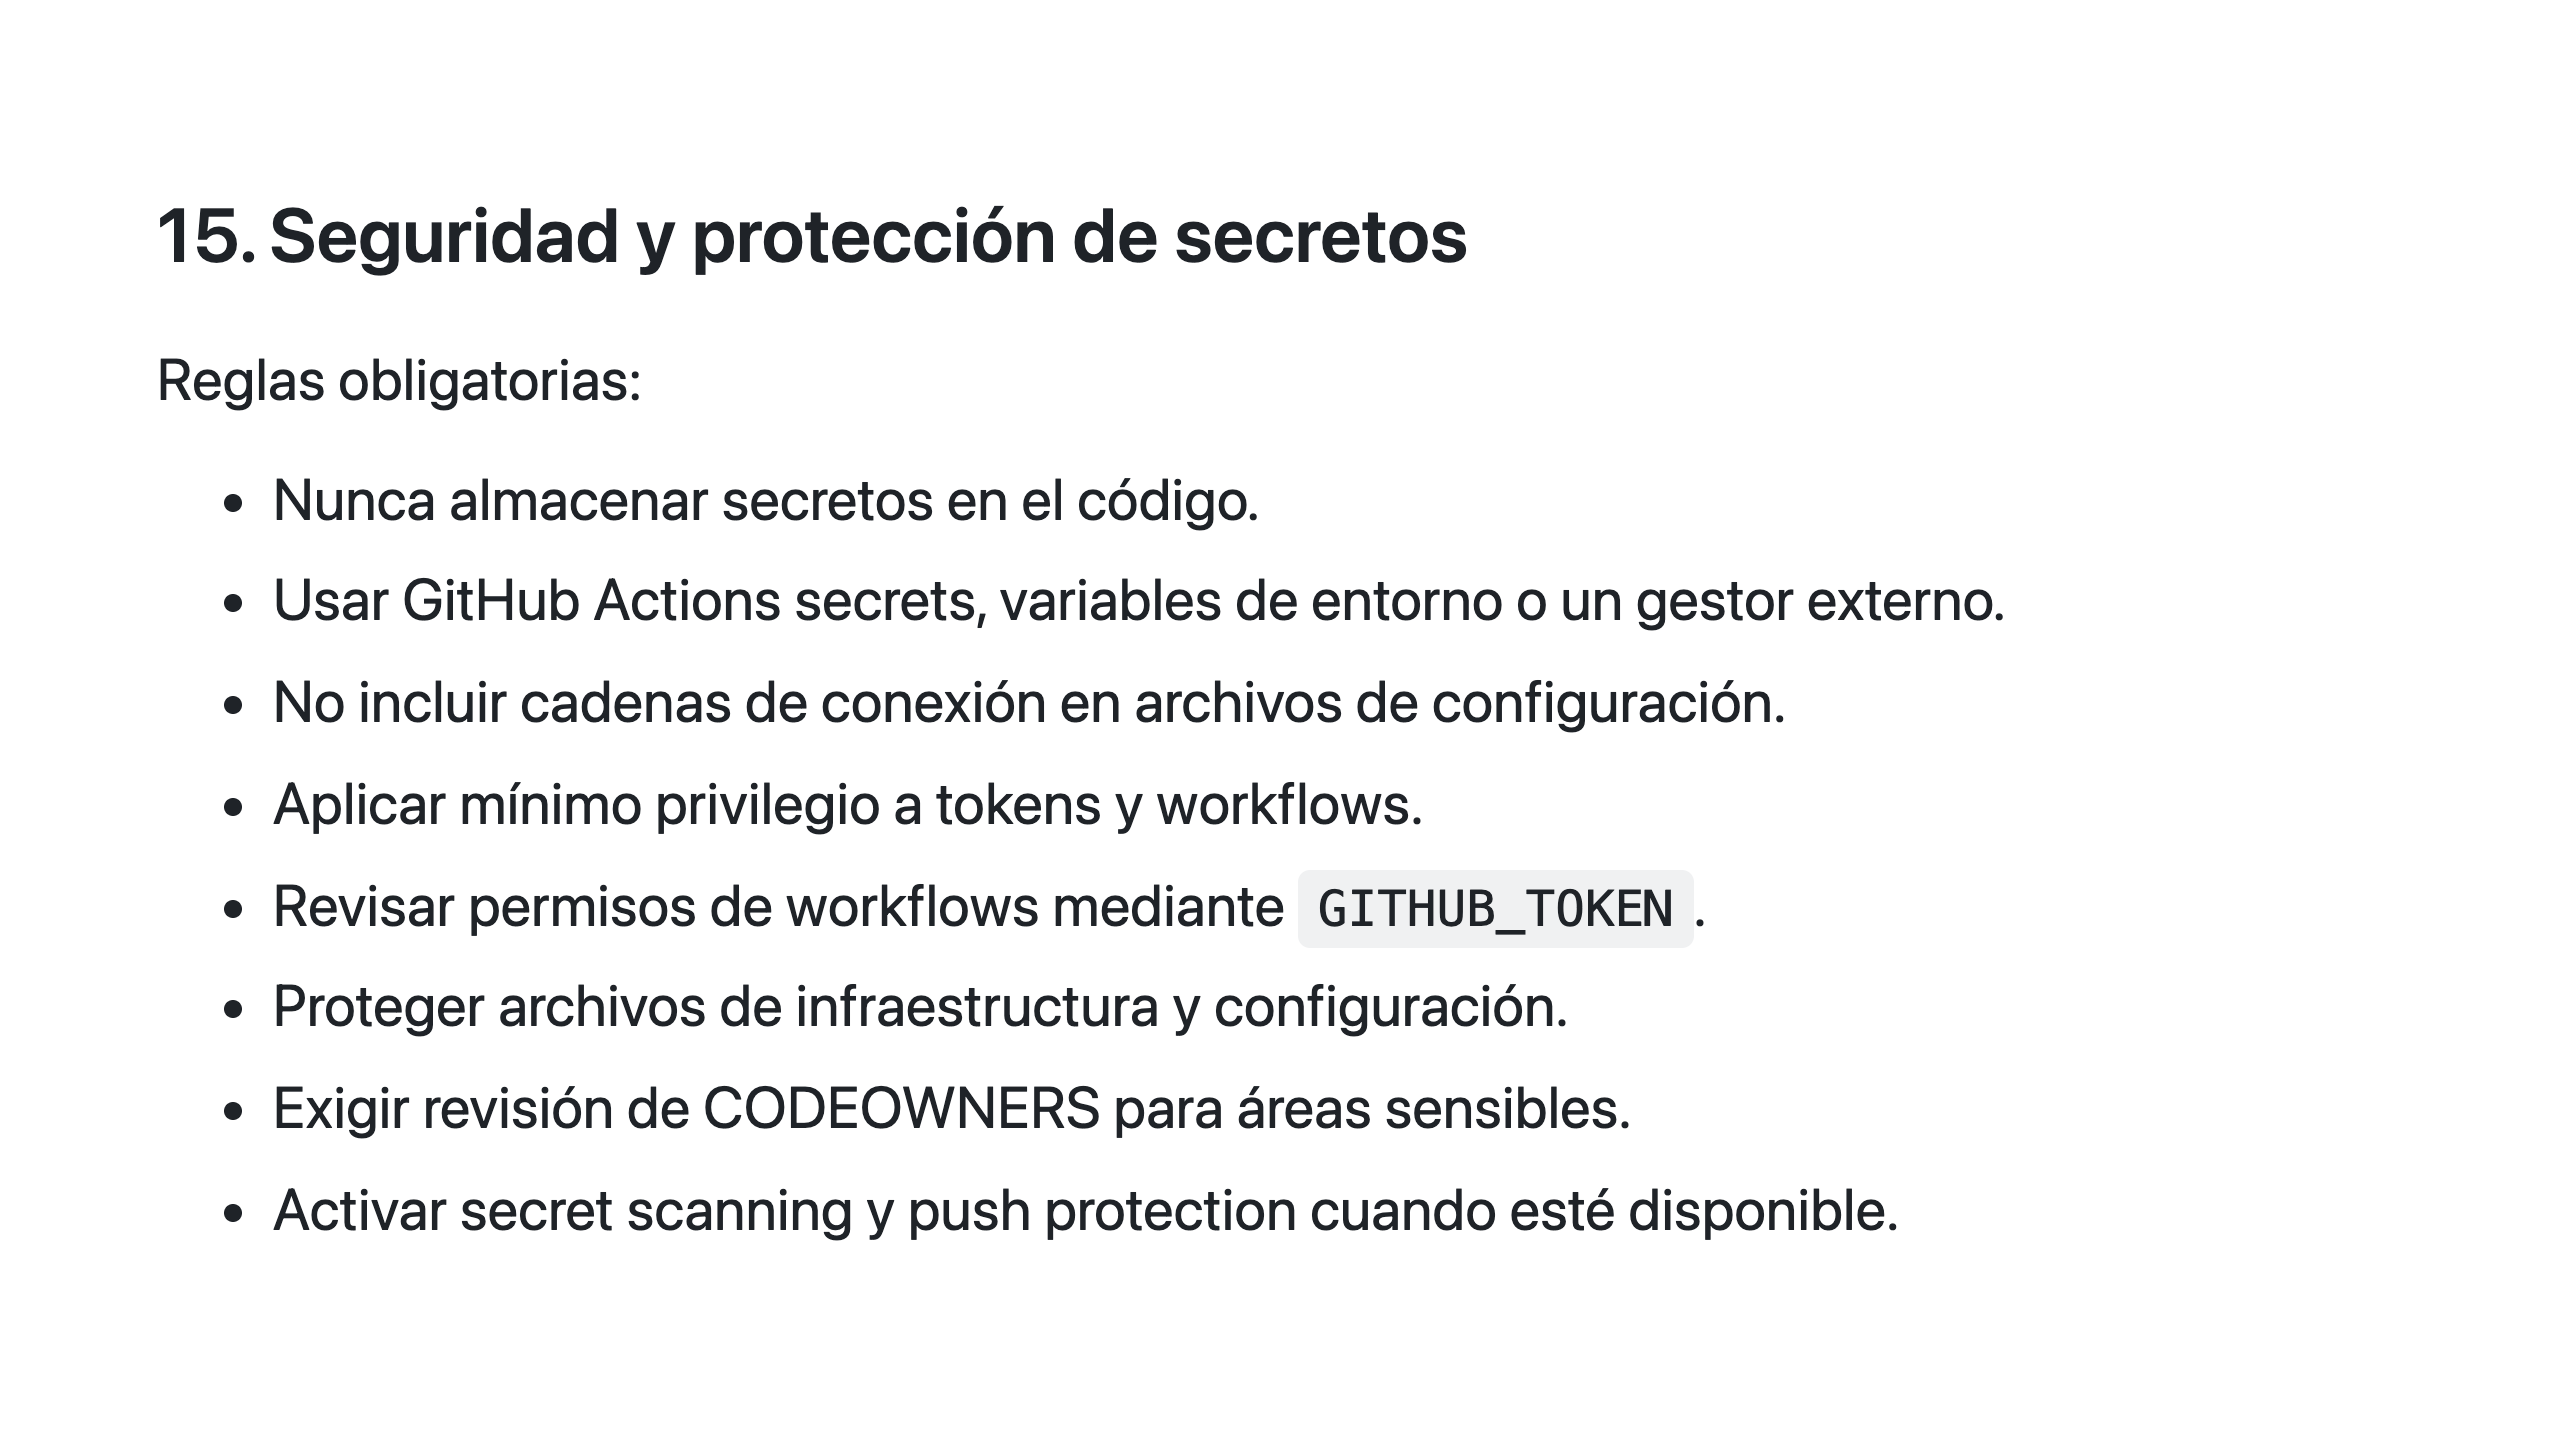 15. Seguridad y protección de secretos
Reglas obligatorias:
• Nunca almacenar secretos en el código.
• Usar GitHub Actions secrets, variables de entorno o un gestor externo.
• No incluir cadenas de conexión en archivos de configuración.
• Aplicar mínimo privilegio a tokens y workflows.
• Revisar permisos de workflows mediante GITHUB_TOKEN.
• Proteger archivos de infraestructura y configuración.
• Exigir revisión de CODEOWNERS para áreas sensibles.
• Activar secret scanning y push protection cuando esté disponible.